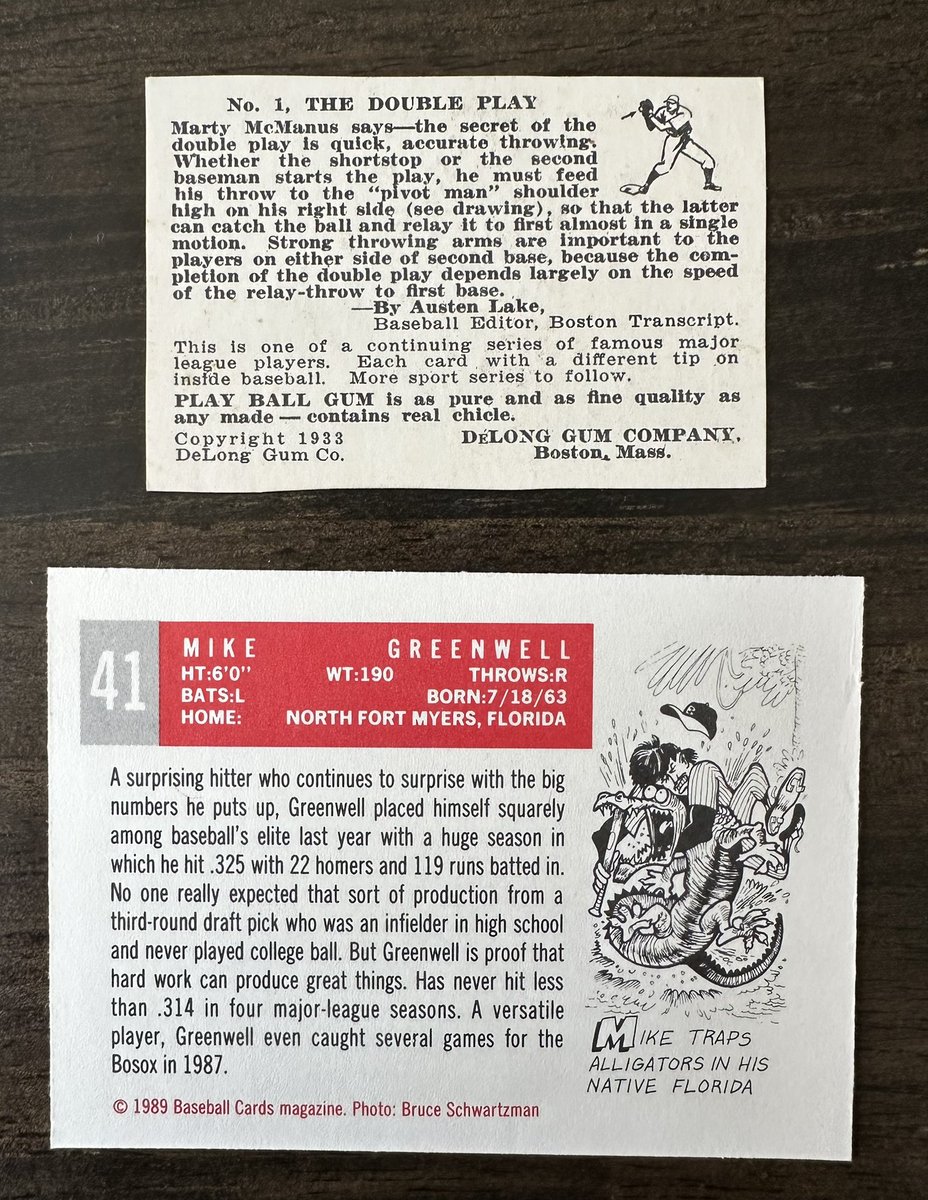 No. 1, THE DOUBLE PLAY
Marty McManus says—the secret of the
double play is quick, accurate throwing.
Whether the shortstop or the second
baseman starts the play, he must feed
his throw to the "pivot man" shoulder
high on his right side (see drawing), so that the latter
can catch the ball and relay it to first almost in a single
motion. Strong throwing arms are important to the
players on either side of second base, because the com-
pletion of the double play depends largely on the speed
of the relay-throw to first base.
—By Austen Lake,
Baseball Editor, Boston Transcript.
This is one of a continuing series of famous major
league players. Each card with a different tip on
inside baseball. More sport series to follow.
PLAY BALL GUM is as pure and as fine quality as
any made — contains real chicle.
Copyright 1933 DeLONG GUM COMPANY,
DeLong Gum Co. Boston, Mass.
41
MIKE GREENWELL
HT:6'0" WT:190 THROWS:R
BATS:L BORN:7/18/63
HOME: NORTH FORT MYERS, FLORIDA
A surprising hitter who continues to surprise with the big
numbers he puts up, Greenwell placed himself squarely
among baseball's elite last year with a huge season in
which he hit .325 with 22 homers and 119 runs batted in.
No one really expected that sort of production from a
third-round draft pick who was an infielder in high school
and never played college ball. But Greenwell is proof that
hard work can produce great things. Has never hit less
than .314 in four major-league seasons. A versatile
player, Greenwell even caught several games for the
Bosox in 1987.
© 1989 Baseball Cards magazine. Photo: Bruce Schwartzman
B
MIKE TRAPS
ALLIGATORS IN HIS
NATIVE FLORIDA